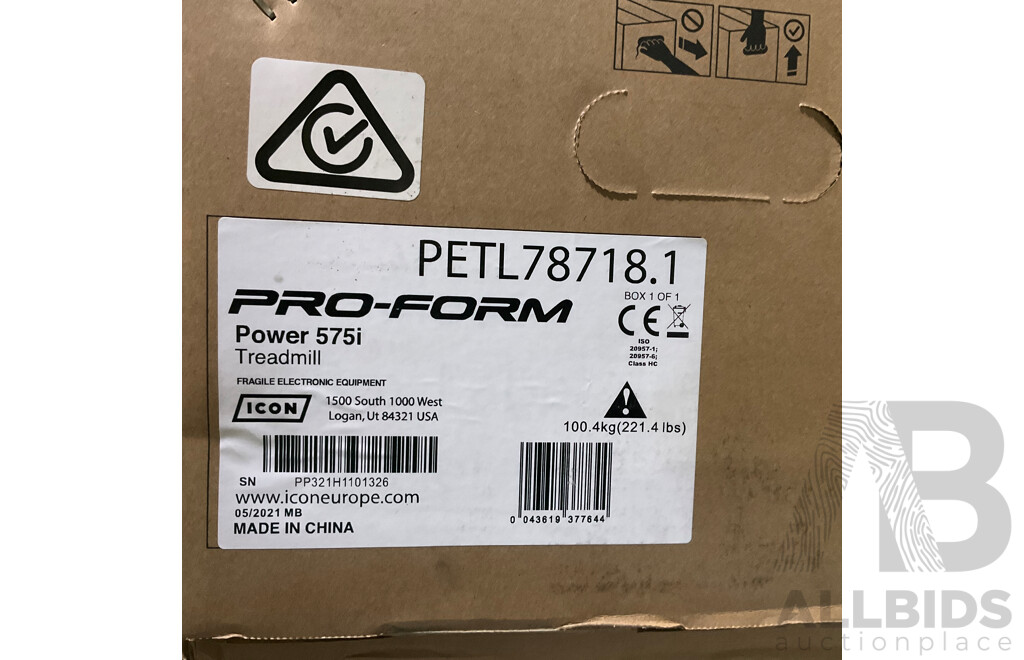 PETL78718.1
BOX 1 OF 1
PRO-FORM
CE
Power 575i
Treadmill
ISO
20957-1;
20957-6;
Class HC
FRAGILE ELECTRONIC EQUIPMENT
ICON
1500 South 1000 West
Logan, Ut 84321 USA
100.4kg(221.4 lbs)
SN PP321H1101326
www.iconeurope.com
05/2021 MB
MADE IN CHINA
0 043619 377644
AB
ALLBIDS
auctionplace